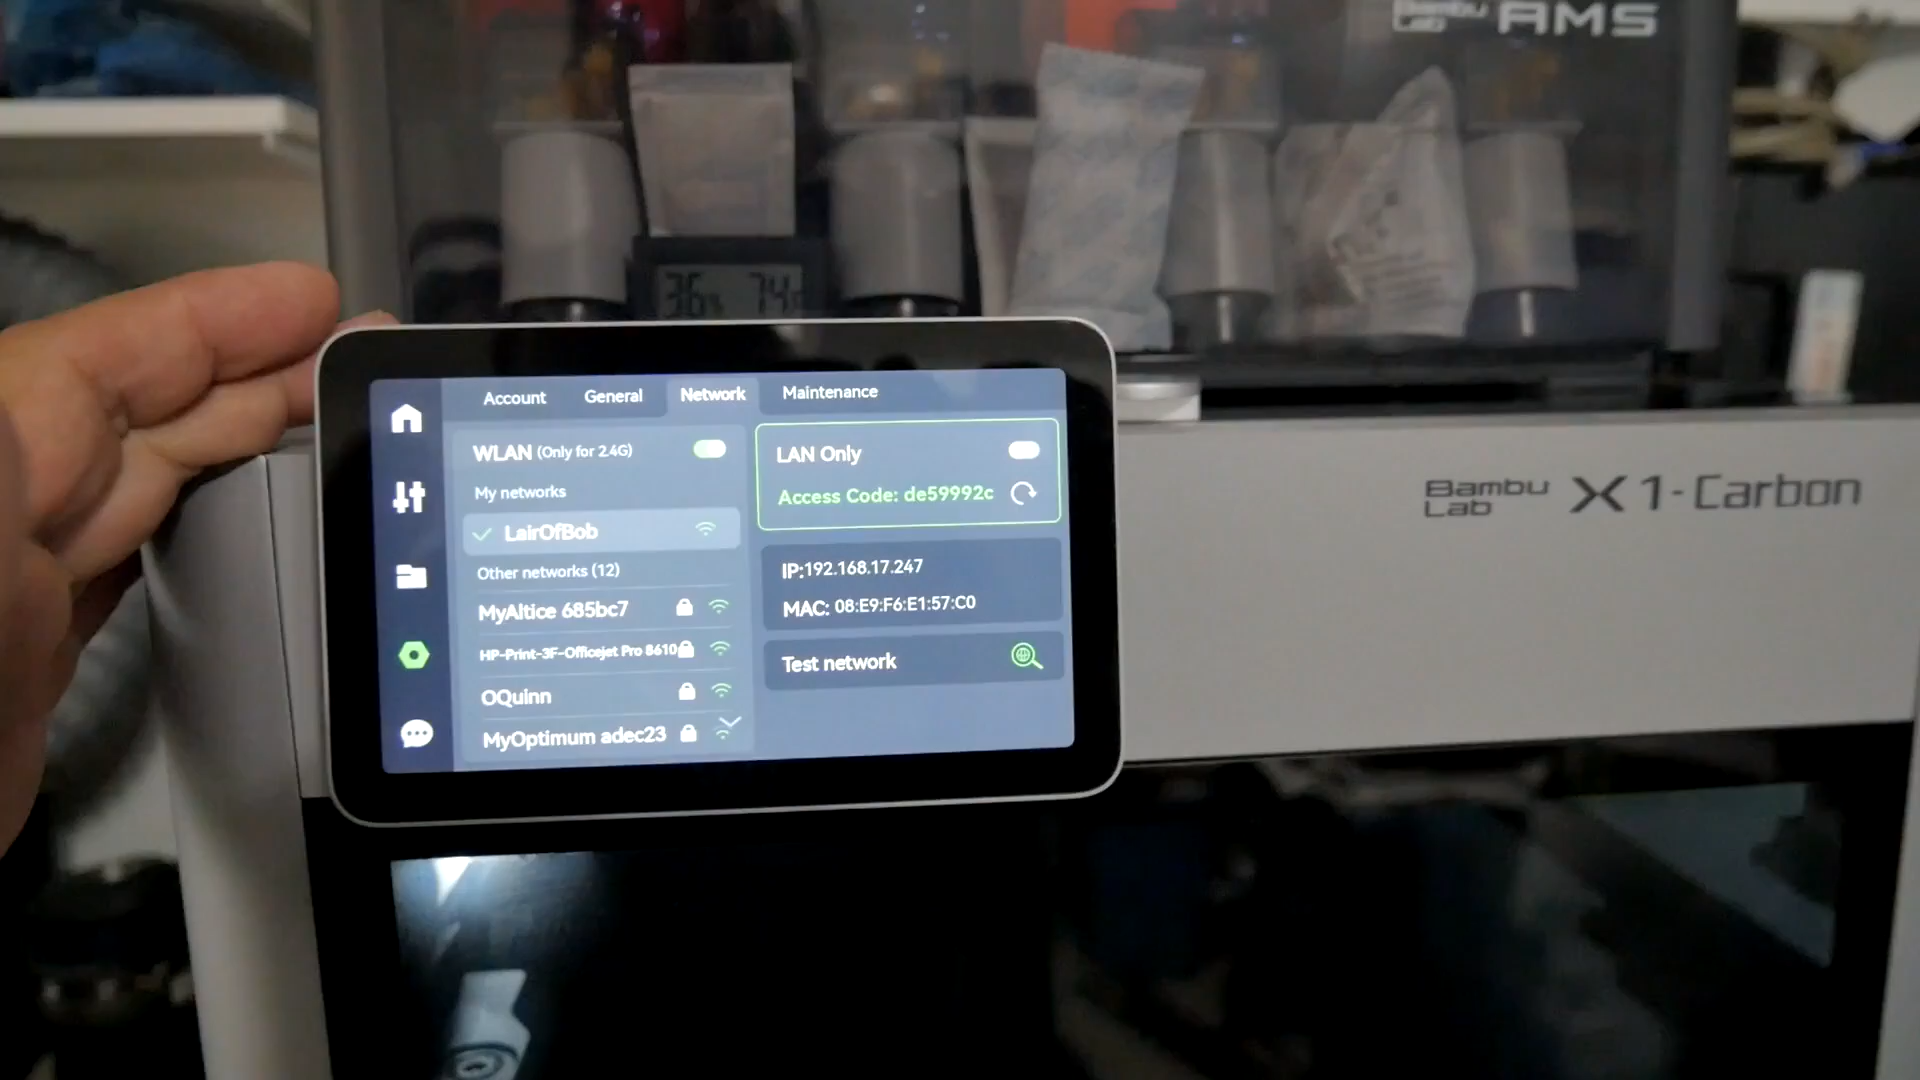 Bambu Lab AMS
36% 74
Account General Network Maintenance
WLAN (Only for 2.4G)
My networks
LairOfBob
Other networks (12)
MyAltice 685bc7
HP-Print-3F-Officejet Pro 8610
OQuinn
MyOptimum adec23
LAN Only
Access Code: de59992c
IP:192.168.17.247
MAC: 08:E9:F6:E1:57:C0
Test network
Bambu Lab X1-Carbon